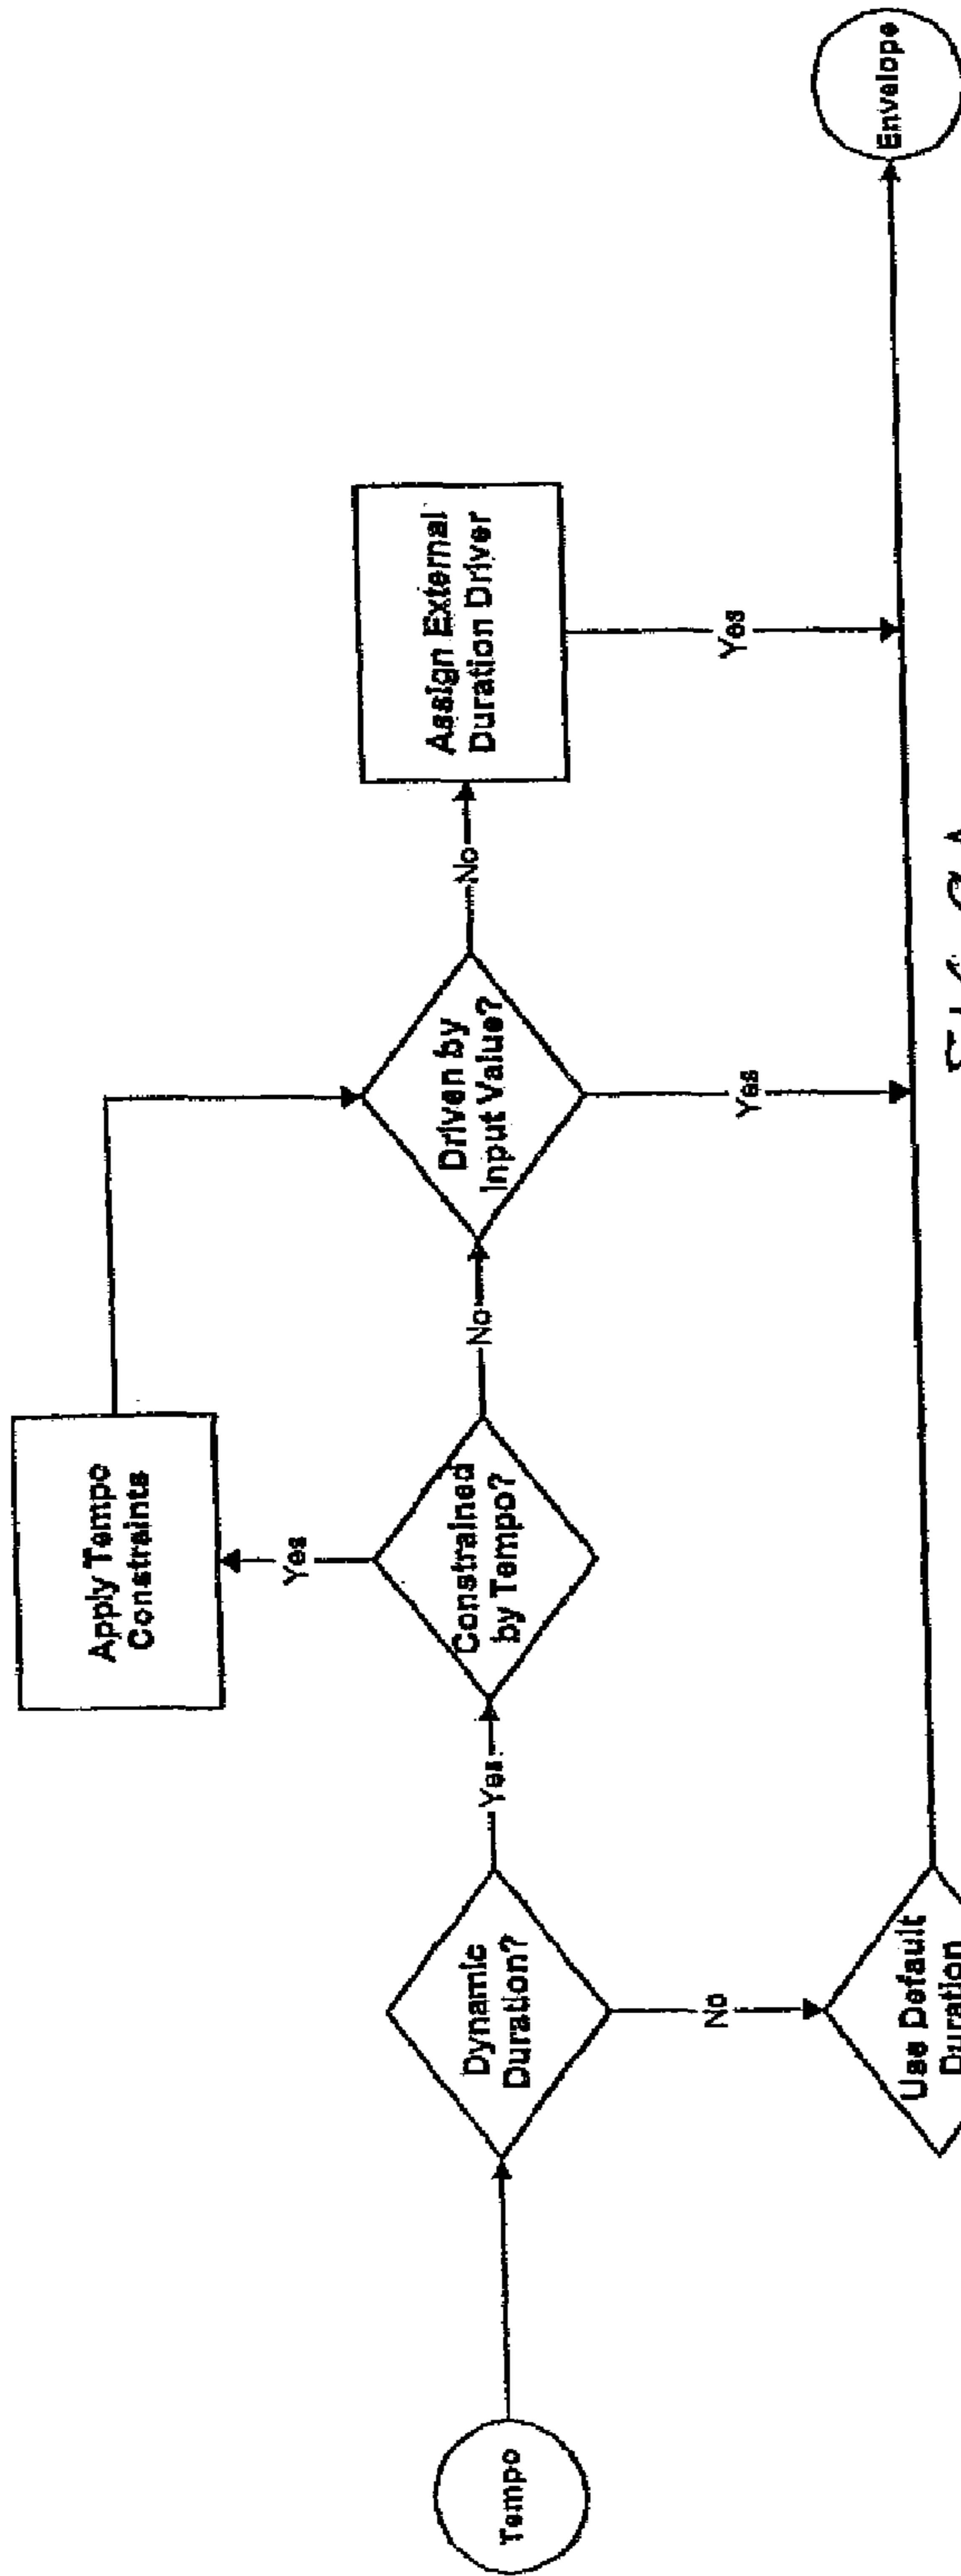 Tempo
Dynamic
Duration?
Yes
No
Use Default
Duration
Constrained
by Tempo?
Yes
Apply Tempo
Constraints
No
Driven by
Input Value?
Yes
No
Assign External
Duration Driver
Yes
Envelope